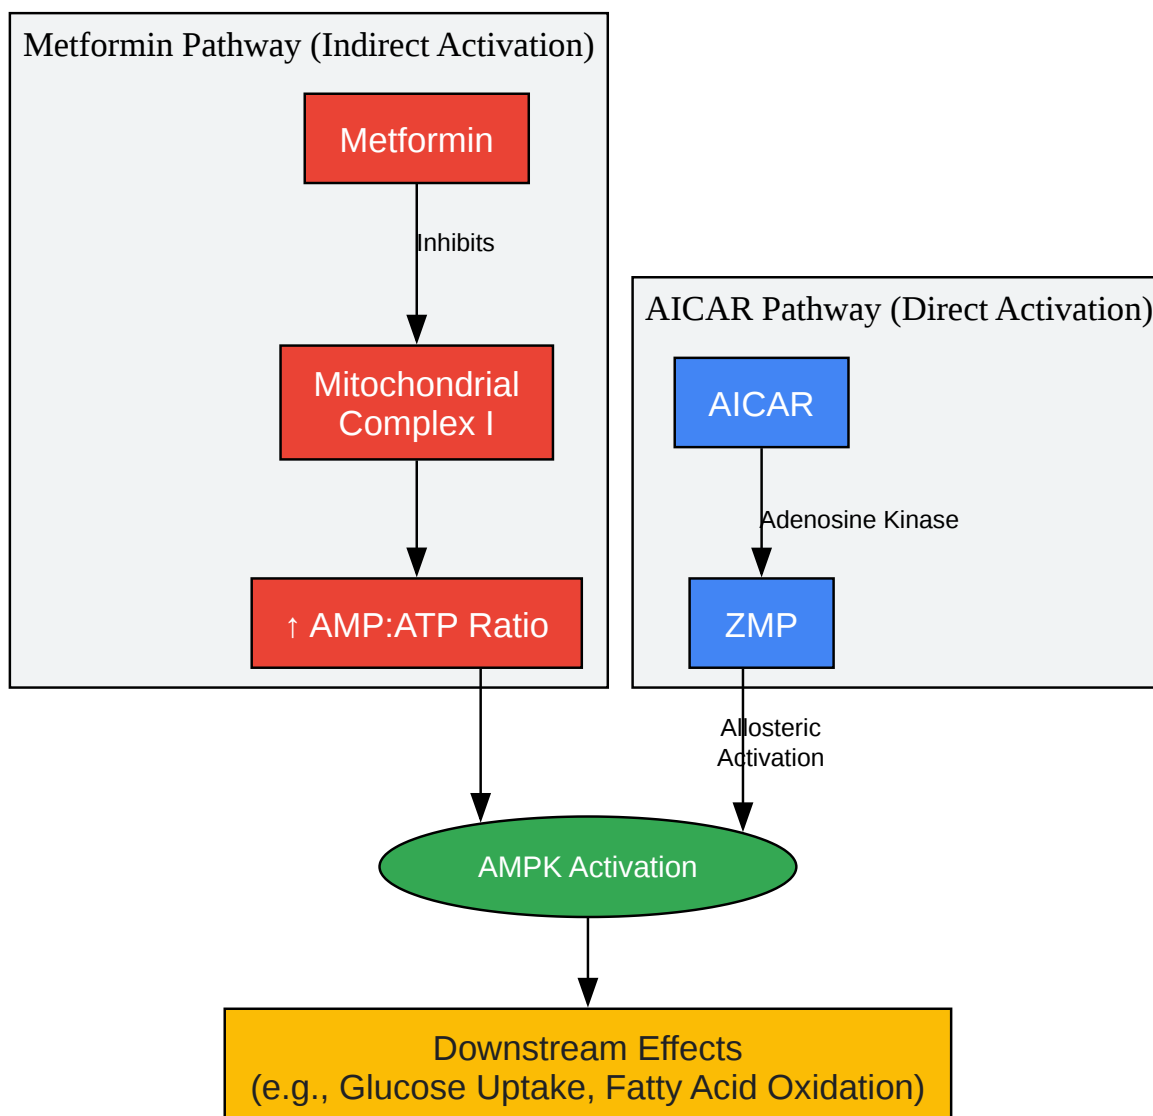 Metformin Pathway (Indirect Activation)
Metformin
Inhibits
Mitochondrial
Complex I
↑ AMP:ATP Ratio
AICAR Pathway (Direct Activation)
AICAR
Adenosine Kinase
ZMP
Allosteric
Activation
AMPK Activation
Downstream Effects
(e.g., Glucose Uptake, Fatty Acid Oxidation)